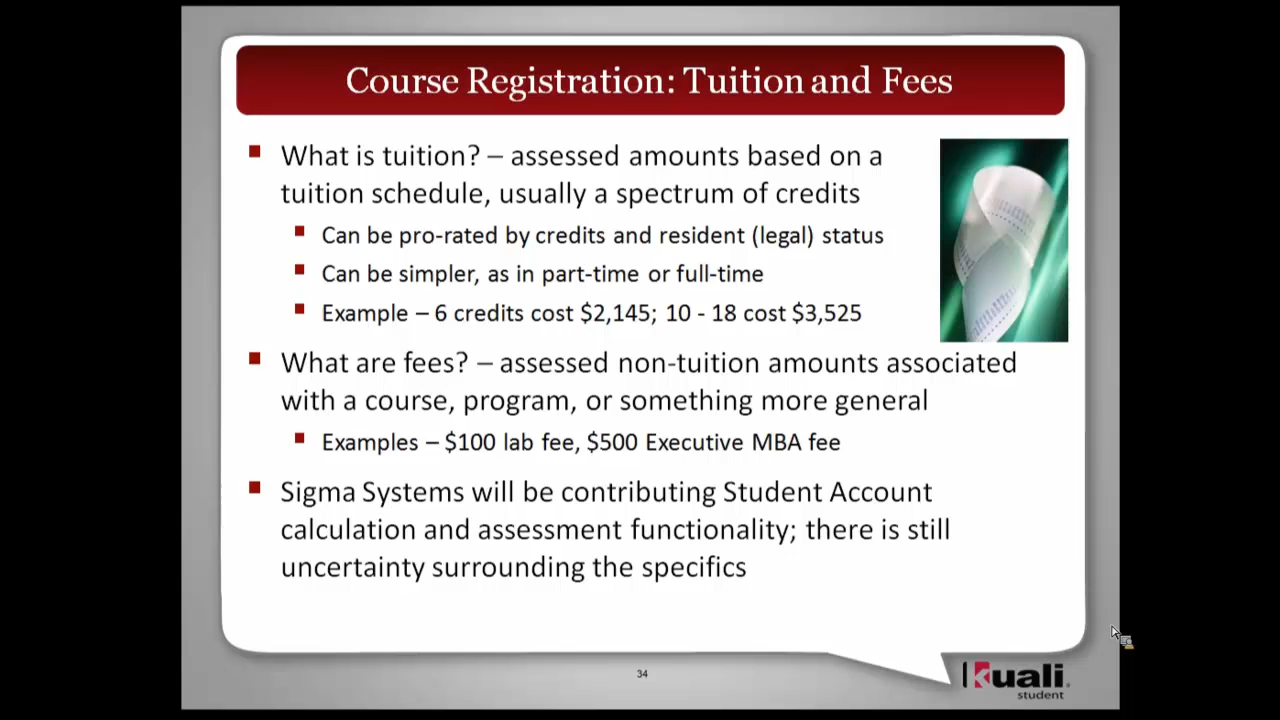 Course Registration: Tuition and Fees
What is tuition? – assessed amounts based on a
tuition schedule, usually a spectrum of credits
Can be pro-rated by credits and resident (legal) status
Can be simpler, as in part-time or full-time
Example – 6 credits cost $2,145; 10 - 18 cost $3,525
What are fees? – assessed non-tuition amounts associated
with a course, program, or something more general
Examples – $100 lab fee, $500 Executive MBA fee
Sigma Systems will be contributing Student Account
calculation and assessment functionality; there is still
uncertainty surrounding the specifics
34
kuali
student